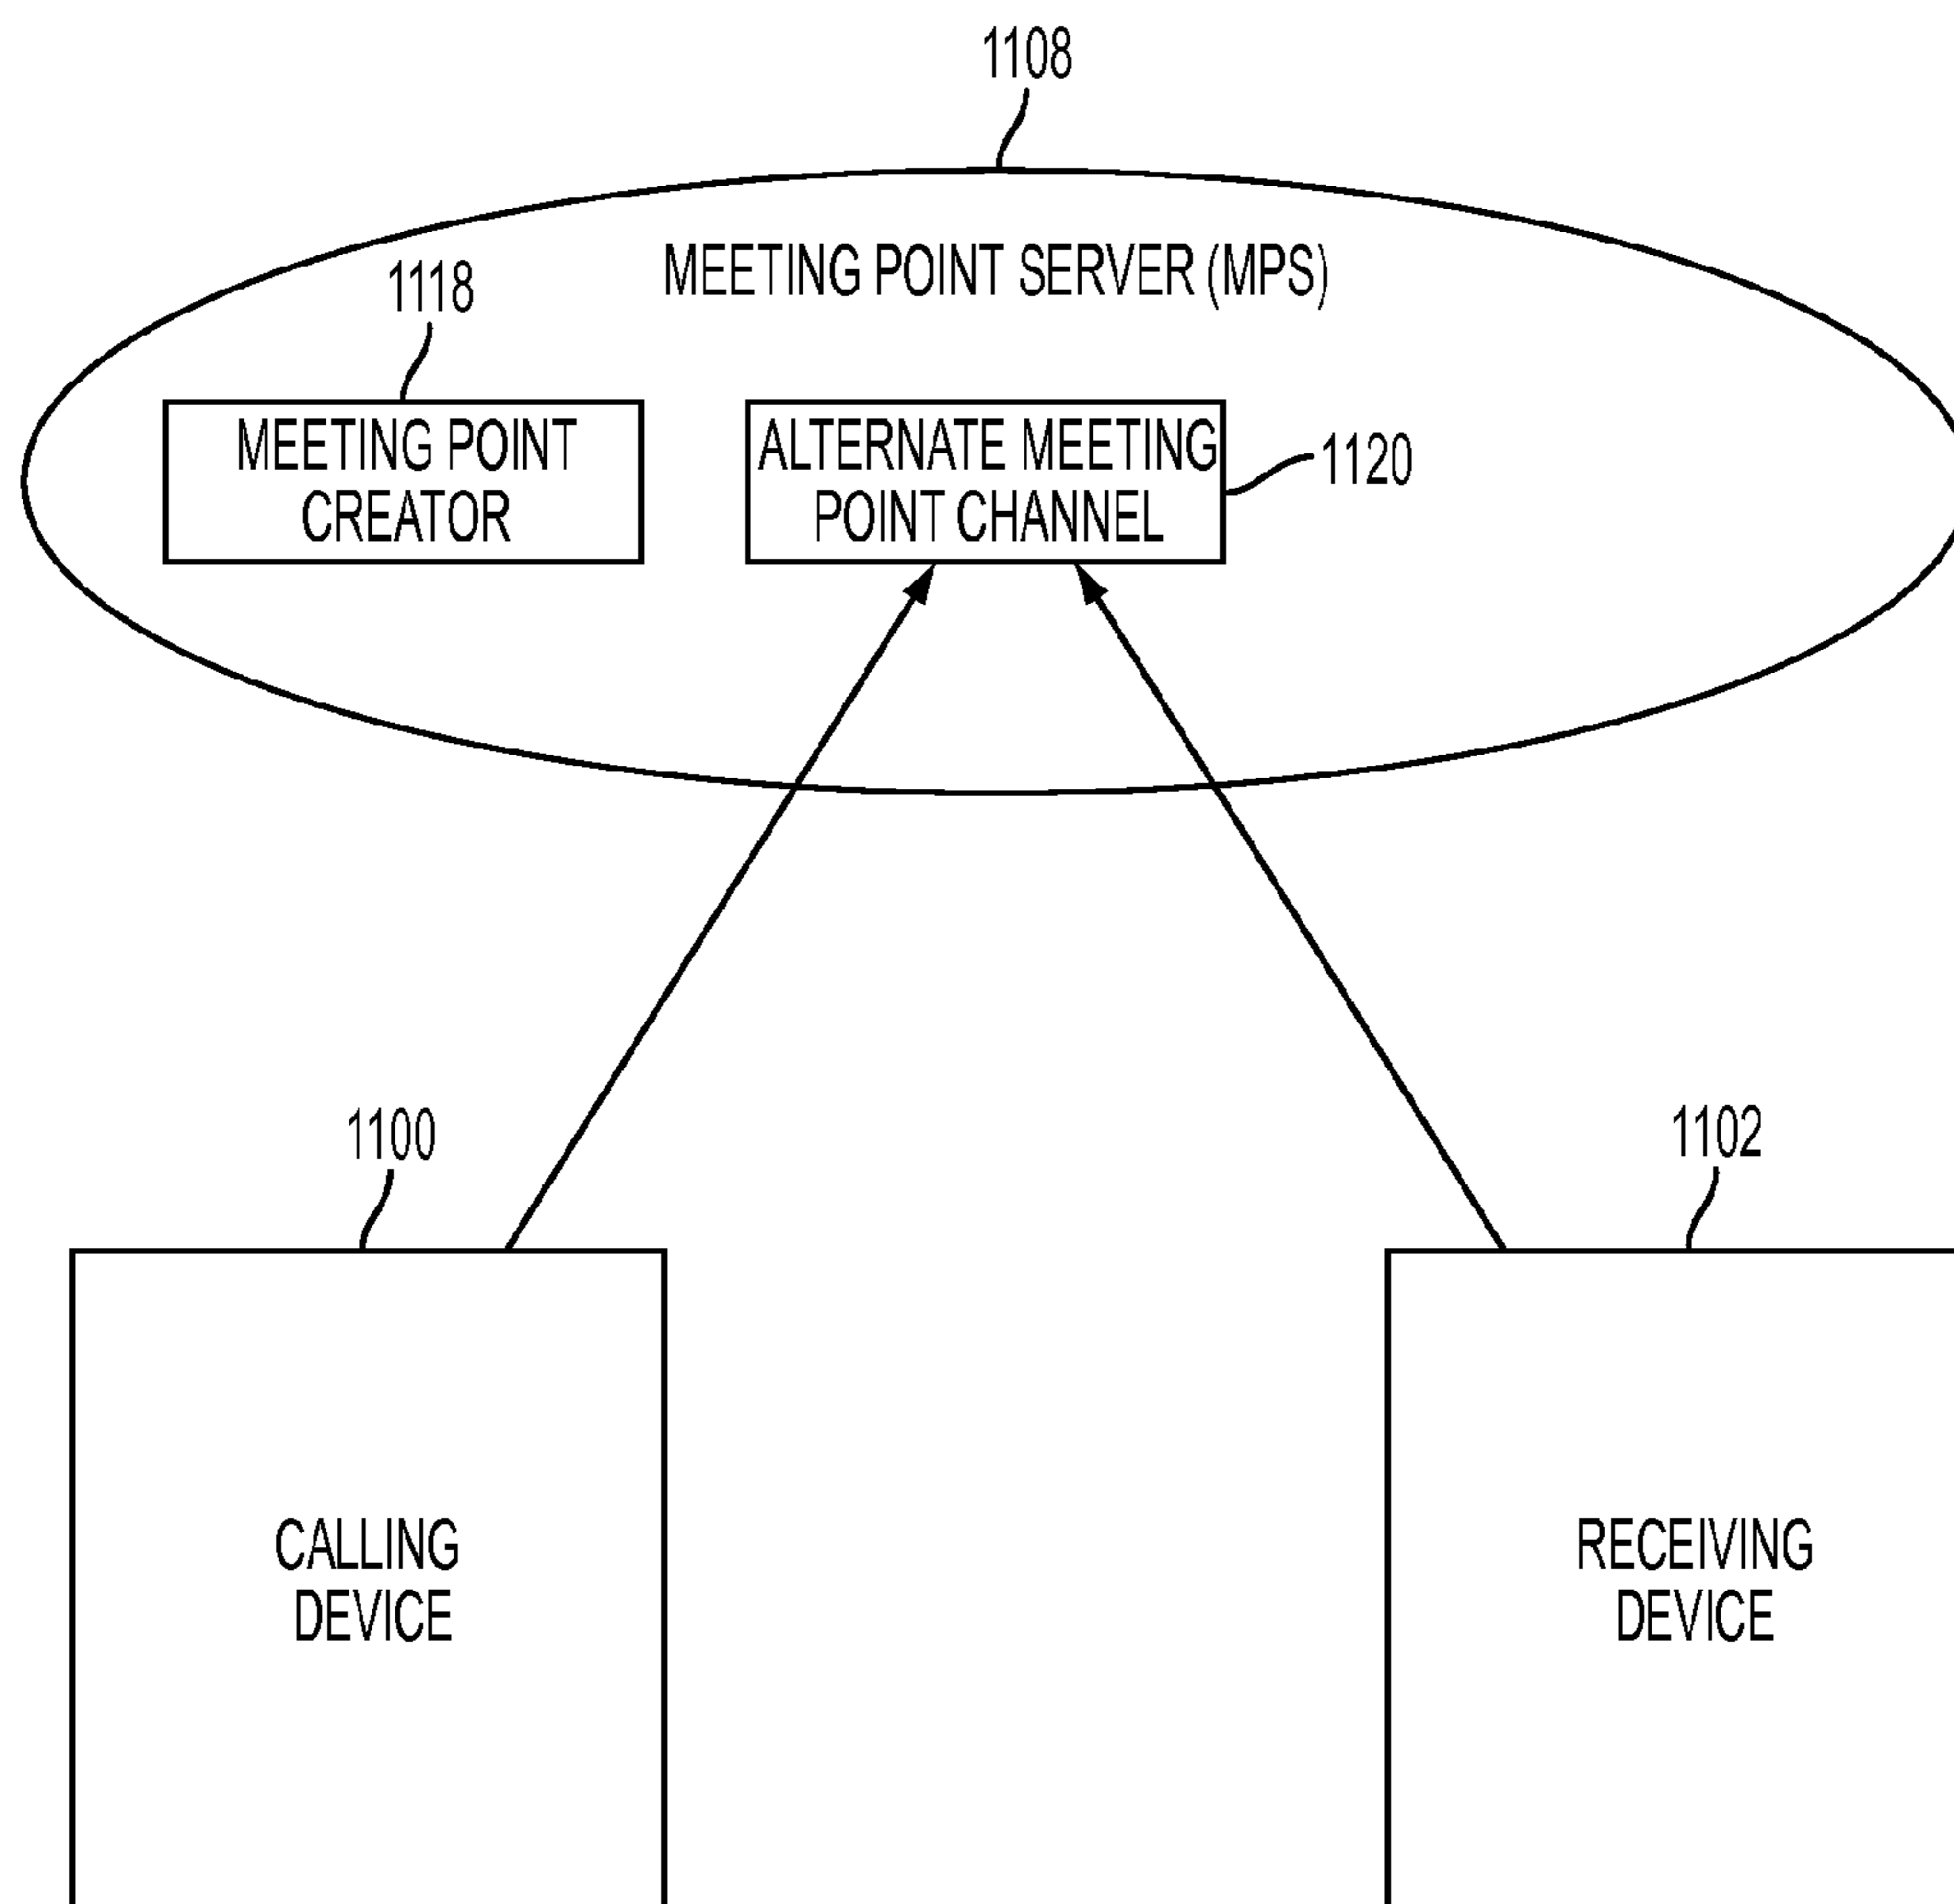 1108
MEETING POINT SERVER (MPS)
1118
MEETING POINT
CREATOR
ALTERNATE MEETING
POINT CHANNEL
1120
1100
1102
CALLING
DEVICE
RECEIVING
DEVICE